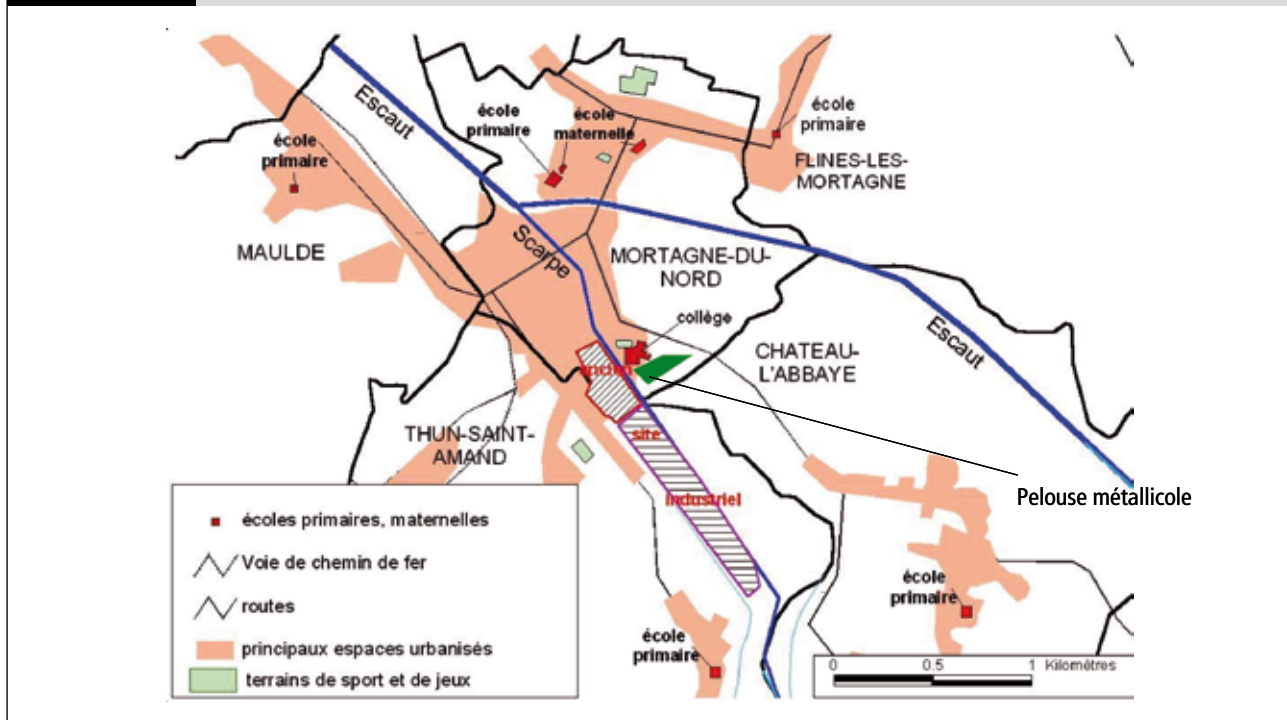 Escaut
école
primaire
école
maternelle
école
primaire
école
primaire
FLINES-LES-
MORTAGNE
MAULDE
Scarpe
MORTAGNE-DU-
NORD
collège
Escaut
CHATEAU-
L'ABBAYE
ancien
THUN-SAINT-
AMAND
site
industriel
Pelouse métallicole
écoles primaires, maternelles
Voie de chemin de fer
routes
principaux espaces urbanisés
terrains de sport et de jeux
école
primaire
école
primaire
0 0.5 1 Kilomètres